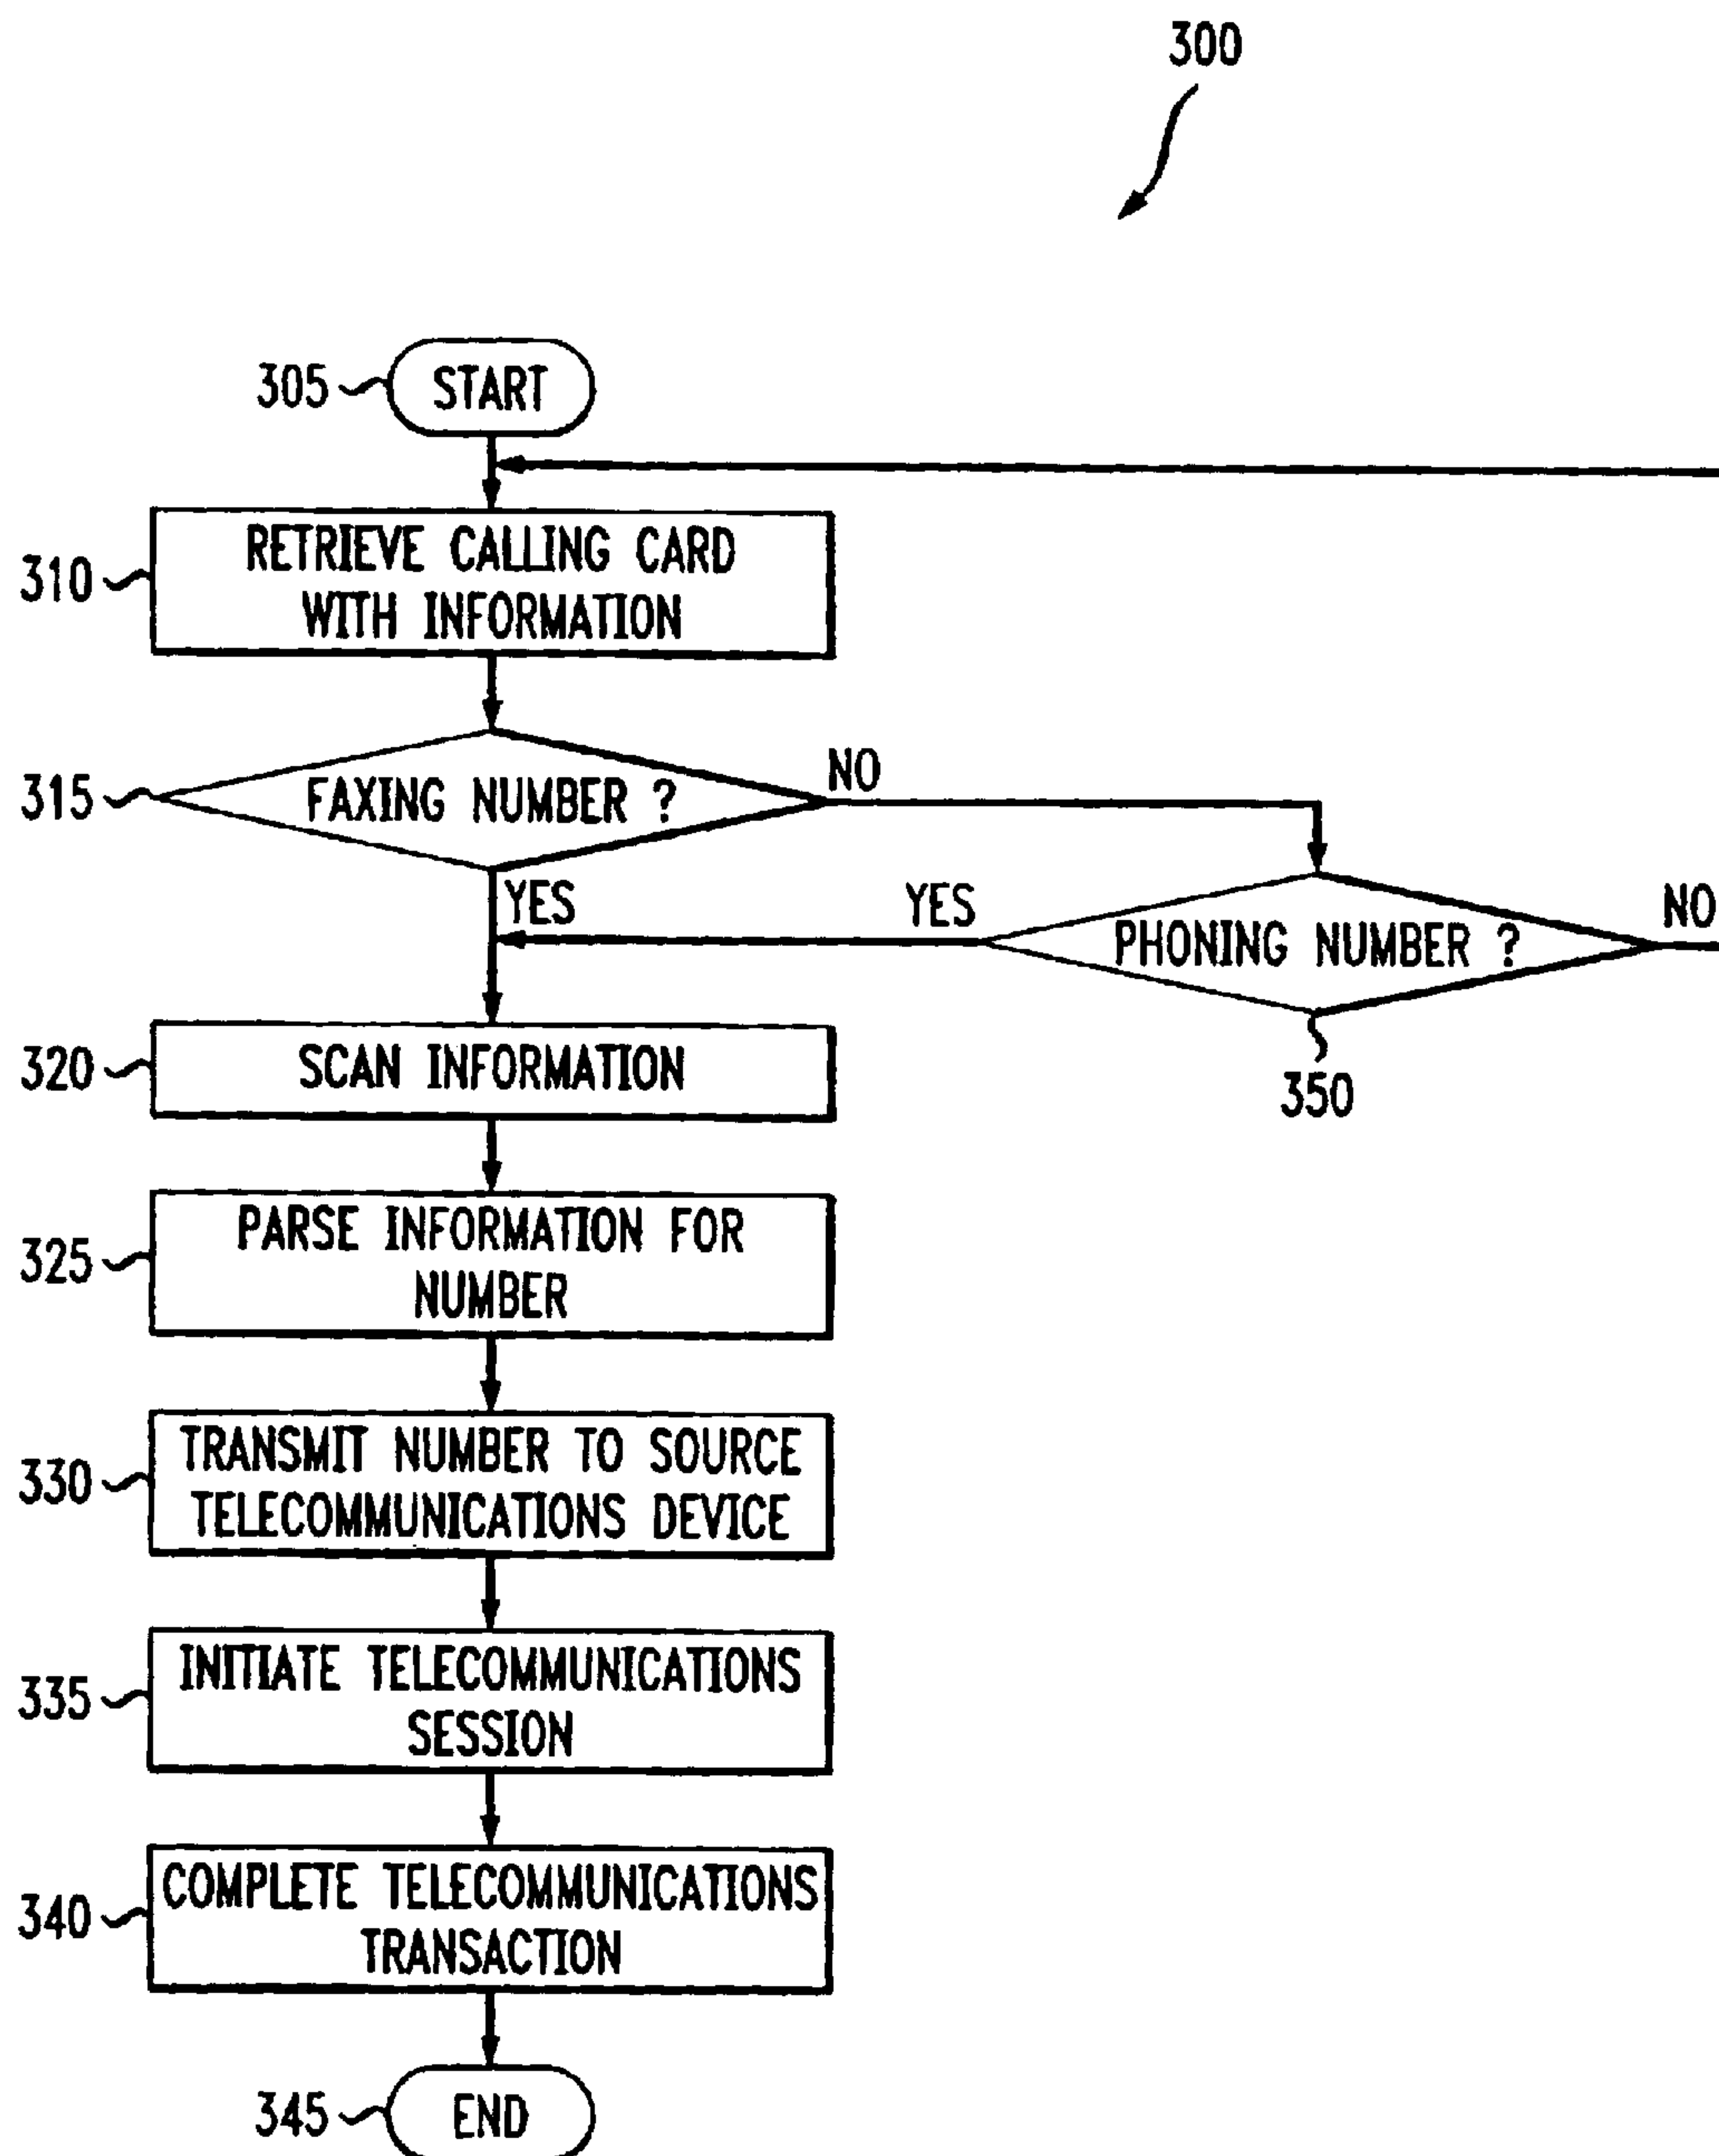 300
305
START
310
RETRIEVE CALLING CARD
WITH INFORMATION
315
FAXING NUMBER ?
NO
YES
YES
PHONING NUMBER ?
NO
350
320
SCAN INFORMATION
325
PARSE INFORMATION FOR
NUMBER
330
TRANSMIT NUMBER TO SOURCE
TELECOMMUNICATIONS DEVICE
335
INITIATE TELECOMMUNICATIONS
SESSION
340
COMPLETE TELECOMMUNICATIONS
TRANSACTION
345
END